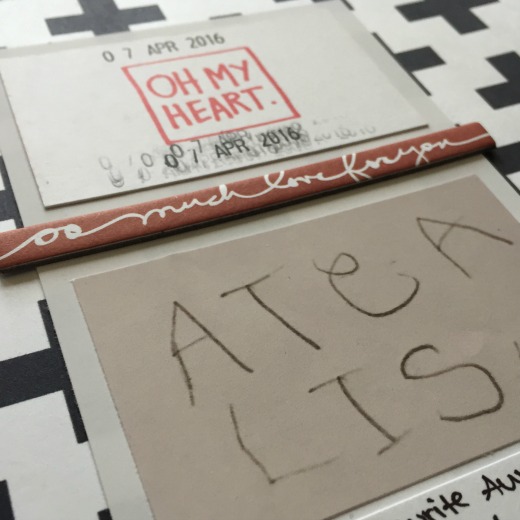 07 APR 2016
OH MY
HEART.
07 APR 2016
so much love for you
ATEA
LIS